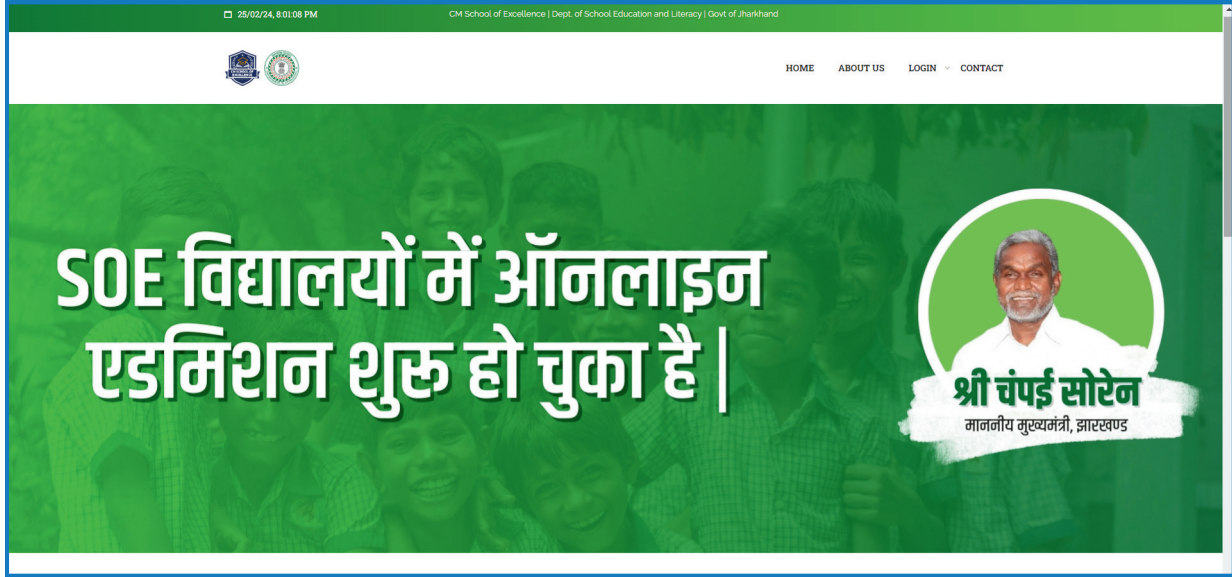 25/02/24, 8:01:08 PM
CM School of Excellence | Dept. of School Education and Literacy | Govt of Jharkhand
HOME ABOUT US LOGIN CONTACT
SOE विद्यालयों में ऑनलाइन
एडमिशन शुरू हो चुका है |
श्री चंपई सोरेन
माननीय मुख्यमंत्री, झारखण्ड